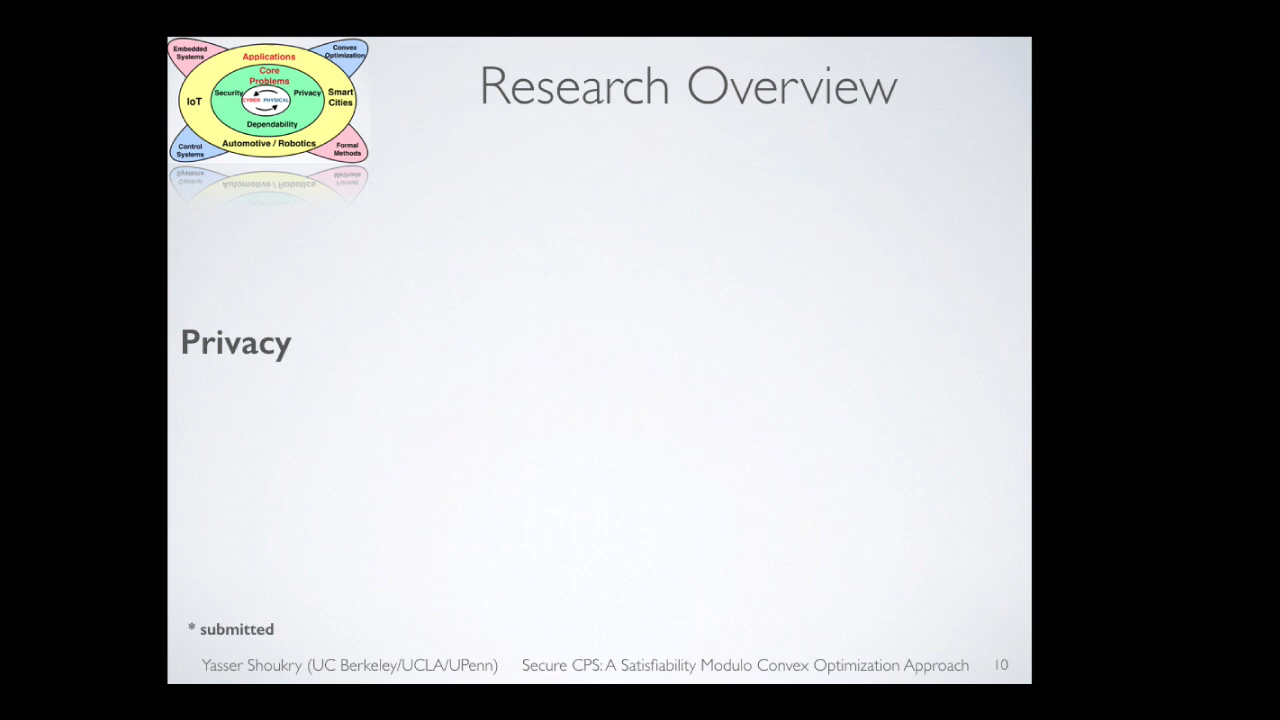 Embedded
Systems
Convex
Optimization
Applications
Core
Problems
Security
Privacy
IoT
Smart
Cities
CYBER PHYSICAL
Dependability
Automotive / Robotics
Control
Systems
Formal
Methods
Research Overview
Privacy
* submitted
Yasser Shoukry (UC Berkeley/UCLA/UPenn) Secure CPS: A Satisfiability Modulo Convex Optimization Approach 10